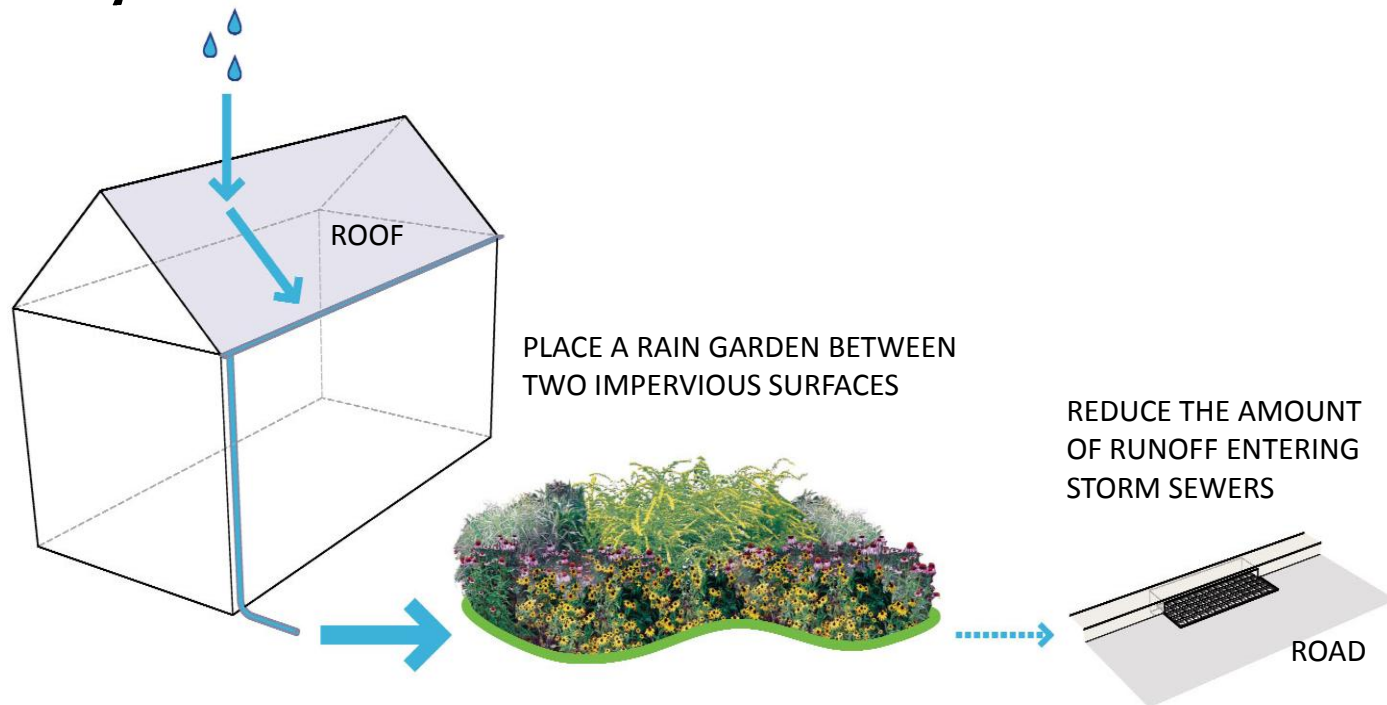 ROOF
PLACE A RAIN GARDEN BETWEEN
TWO IMPERVIOUS SURFACES
REDUCE THE AMOUNT
OF RUNOFF ENTERING
STORM SEWERS
ROAD